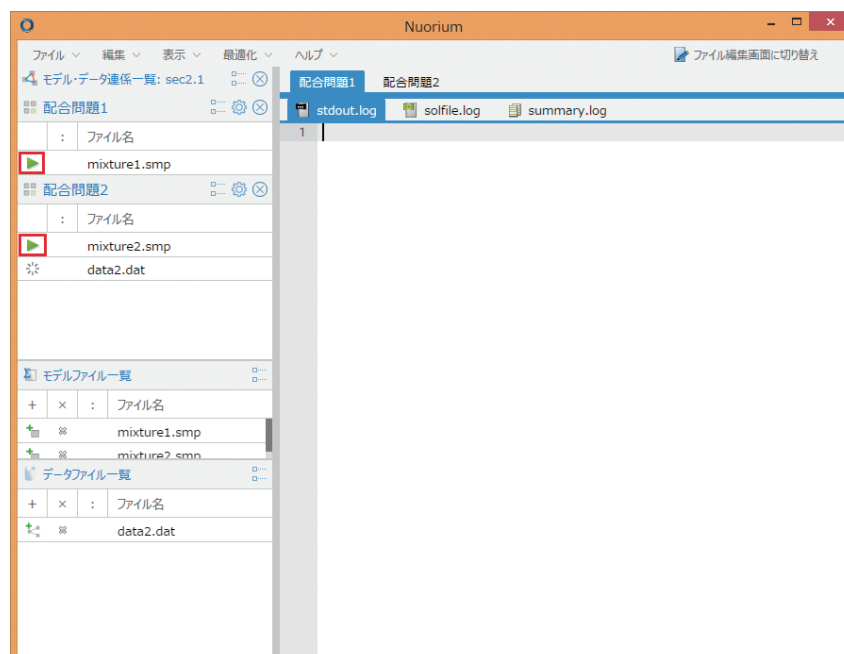 Nuorium
ファイル 編集 表示 最適化 ヘルプ ファイル編集画面に切り替え
モデル・データ連係一覧: sec2.1
配合問題1 配合問題2
配合問題1
stdout.log solfile.log summary.log
1
: ファイル名
mixture1.smp
配合問題2
: ファイル名
mixture2.smp
data2.dat
モデルファイル一覧
+ × : ファイル名
mixture1.smp
mixture2.smp
データファイル一覧
+ × : ファイル名
data2.dat